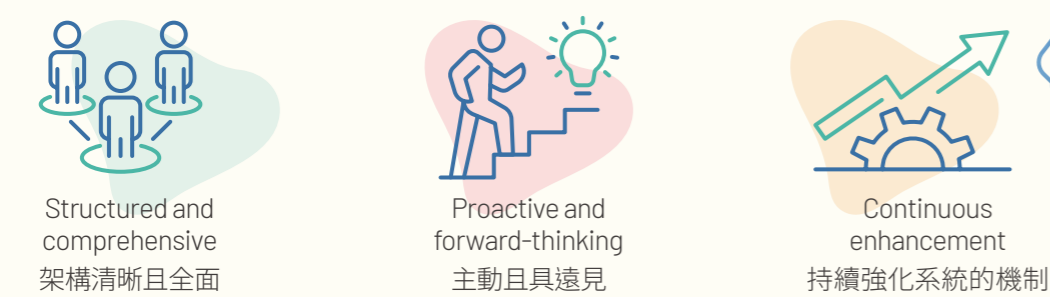 Structured and
comprehensive
架構清晰且全面
Proactive and
forward-thinking
主動且具遠見
Continuous
enhancement
持續強化系統的機制